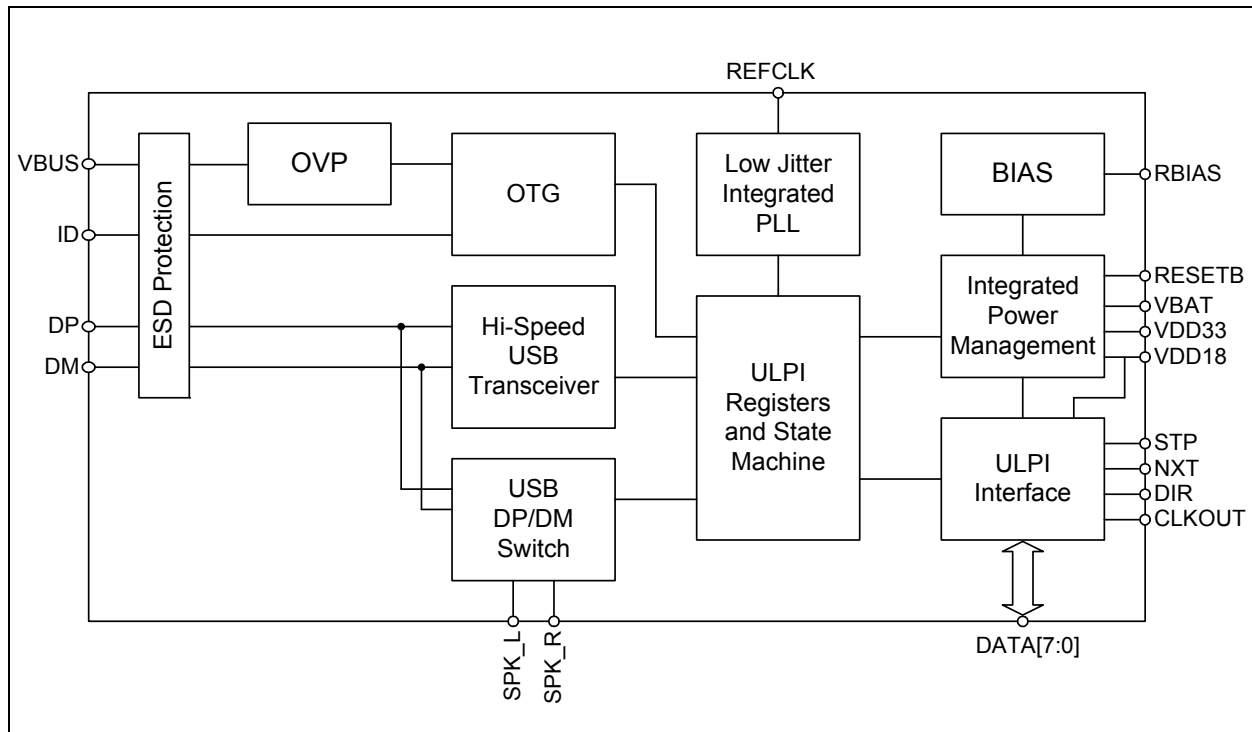 REFCLK
VBUS
ID
DP
DM
ESD Protection
OVP
OTG
Hi-Speed
USB
Transceiver
USB
DP/DM
Switch
SPK_L
SPK_R
Low Jitter
Integrated
PLL
ULPI
Registers
and State
Machine
BIAS
Integrated
Power
Management
ULPI
Interface
RBIAS
RESETB
VBAT
VDD33
VDD18
STP
NXT
DIR
CLKOUT
DATA[7:0]